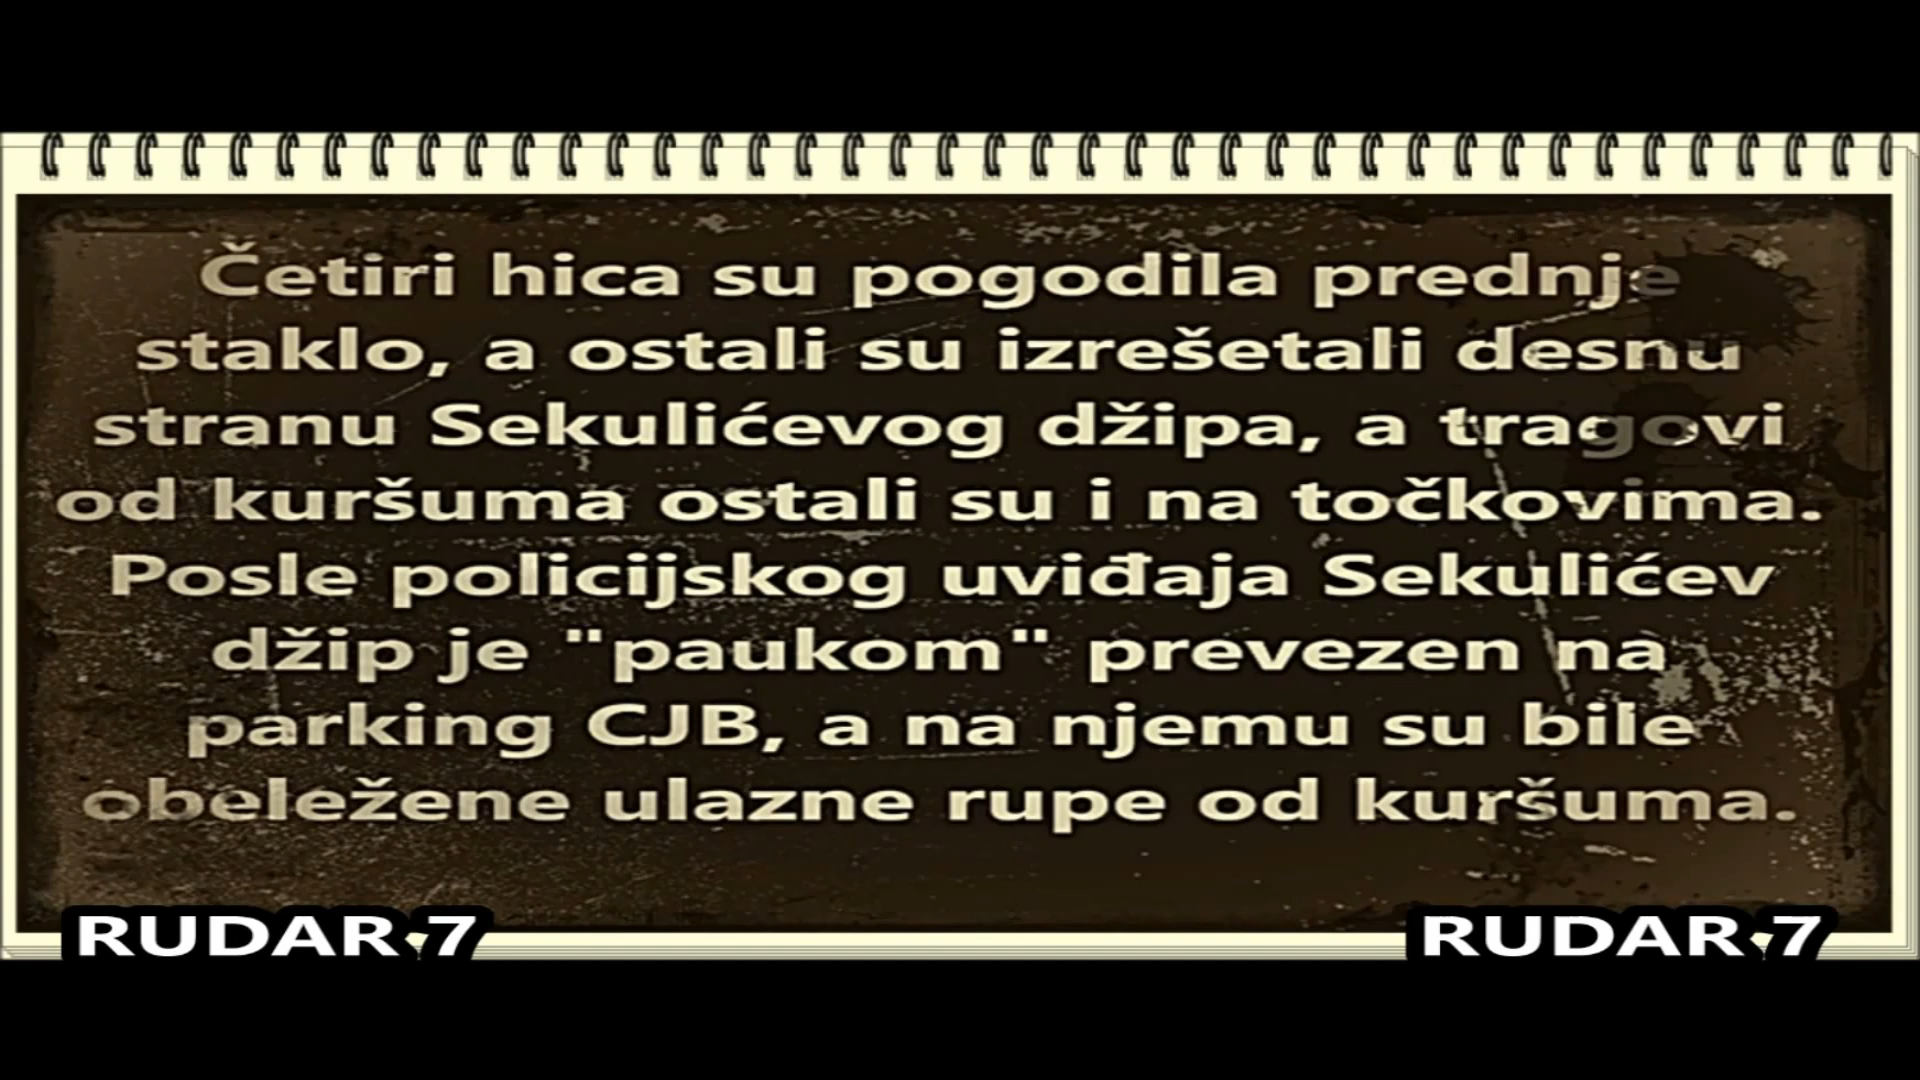 Četiri hica su pogodila prednje
staklo, a ostali su izrešetali desnu
stranu Sekulićevog džipa, a tragovi
od kuršuma ostali su i na točkovima.
Posle policijskog uviđaja Sekulićev
džip je "paukom" prevezen na
parking CJB, a na njemu su bile
obeležene ulazne rupe od kuršuma.
RUDAR 7
RUDAR 7